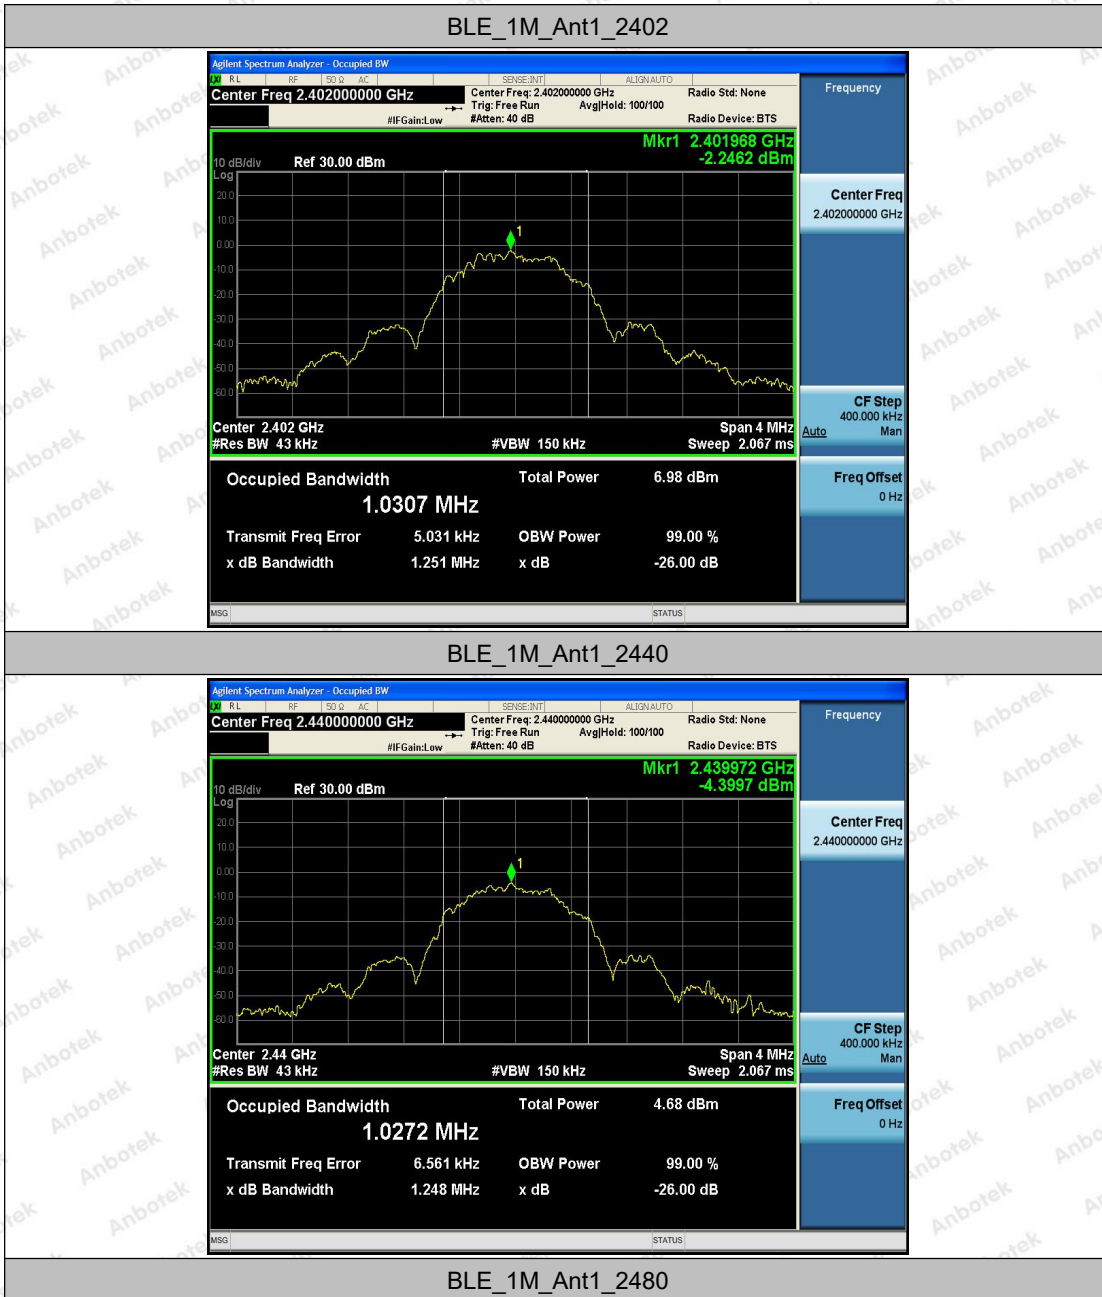 BLE_1M_Ant1_2402
Agilent Spectrum Analyzer - Occupied BW
LXI RL RF 50 Ω AC SENSE:INT ALIGNAUTO
Center Freq 2.402000000 GHz
Center Freq: 2.402000000 GHz Radio Std: None
Trig: Free Run Avg|Hold: 100/100
#IFGain:Low #Atten: 40 dB Radio Device: BTS
Frequency
Mkr1 2.401968 GHz
-2.2462 dBm
10 dB/div Ref 30.00 dBm
Log
20.0
10.0
0.00
-10.0
-20.0
-30.0
-40.0
-50.0
-60.0
1
Center Freq
2.402000000 GHz
CF Step
400.000 kHz
Auto Man
Center 2.402 GHz Span 4 MHz
#Res BW 43 kHz #VBW 150 kHz Sweep 2.067 ms
Freq Offset
0 Hz
Occupied Bandwidth Total Power 6.98 dBm
1.0307 MHz
Transmit Freq Error 5.031 kHz OBW Power 99.00 %
x dB Bandwidth 1.251 MHz x dB -26.00 dB
MSG STATUS
BLE_1M_Ant1_2440
Agilent Spectrum Analyzer - Occupied BW
LXI RL RF 50 Ω AC SENSE:INT ALIGNAUTO
Center Freq 2.440000000 GHz
Center Freq: 2.440000000 GHz Radio Std: None
Trig: Free Run Avg|Hold: 100/100
#IFGain:Low #Atten: 40 dB Radio Device: BTS
Frequency
Mkr1 2.439972 GHz
-4.3997 dBm
10 dB/div Ref 30.00 dBm
Log
20.0
10.0
0.00
-10.0
-20.0
-30.0
-40.0
-50.0
-60.0
1
Center Freq
2.440000000 GHz
CF Step
400.000 kHz
Auto Man
Center 2.44 GHz Span 4 MHz
#Res BW 43 kHz #VBW 150 kHz Sweep 2.067 ms
Freq Offset
0 Hz
Occupied Bandwidth Total Power 4.68 dBm
1.0272 MHz
Transmit Freq Error 6.561 kHz OBW Power 99.00 %
x dB Bandwidth 1.248 MHz x dB -26.00 dB
MSG STATUS
BLE_1M_Ant1_2480
Anbotek